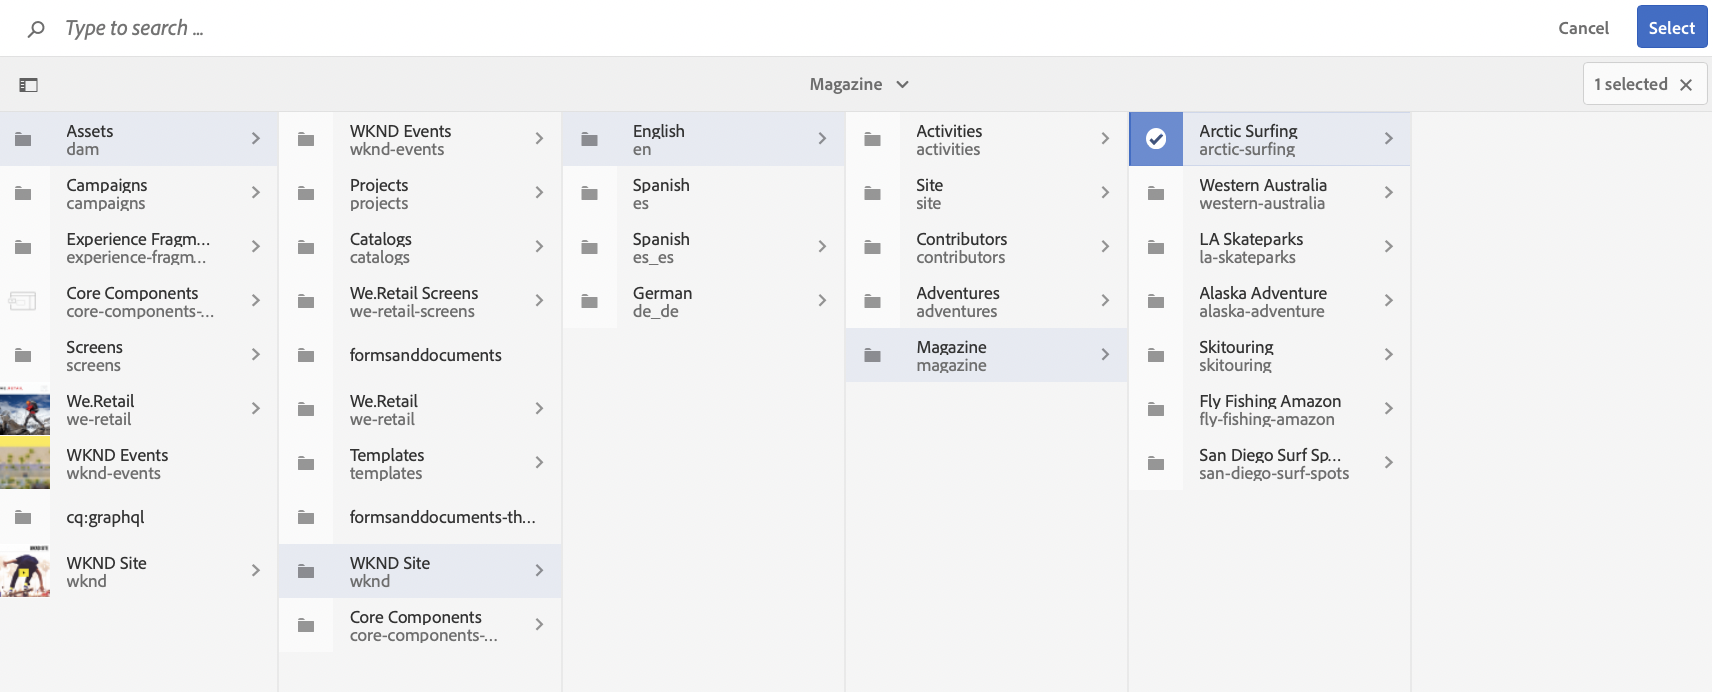 Type to search ...
Cancel
Select
Magazine
1 selected
Assets
dam
Campaigns
campaigns
Experience Fragm...
experience-fragm...
Core Components
core-components-...
Screens
screens
We.Retail
we-retail
WKND Events
wknd-events
cq:graphql
WKND Site
wknd
WKND Events
wknd-events
Projects
projects
Catalogs
catalogs
We.Retail Screens
we-retail-screens
formsanddocuments
We.Retail
we-retail
Templates
templates
formsanddocuments-th...
WKND Site
wknd
Core Components
core-components-...
English
en
Spanish
es
Spanish
es_es
German
de_de
Activities
activities
Site
site
Contributors
contributors
Adventures
adventures
Magazine
magazine
Arctic Surfing
arctic-surfing
Western Australia
western-australia
LA Skateparks
la-skateparks
Alaska Adventure
alaska-adventure
Skitouring
skitouring
Fly Fishing Amazon
fly-fishing-amazon
San Diego Surf Sp...
san-diego-surf-spots